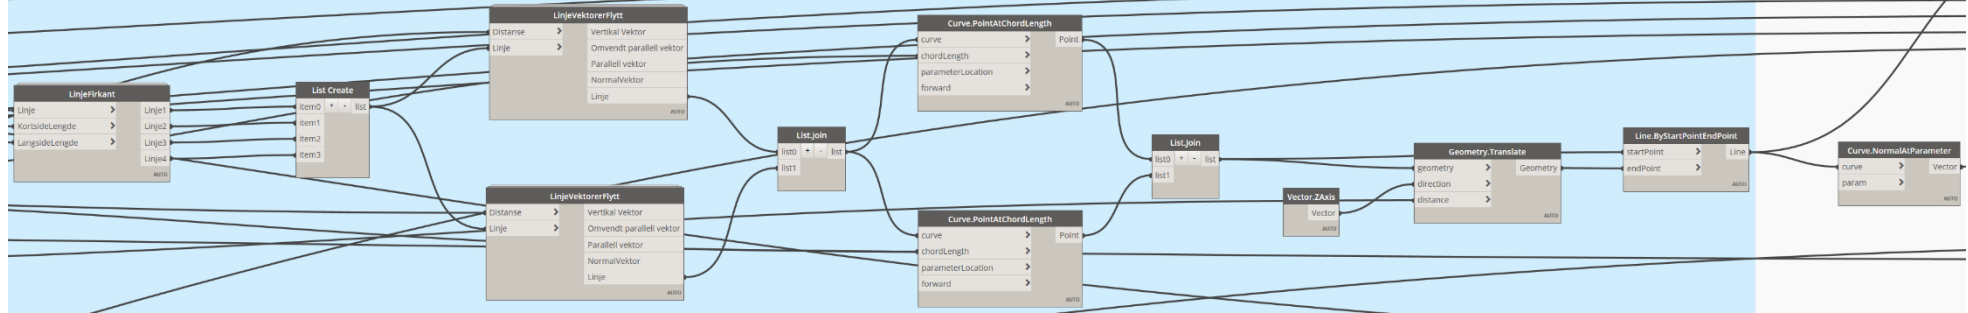 LinjeFirkant
Linje > Linje1
KortsideLengde > Linje2
LangsideLengde > Linje3
Linje4
AUTO
List Create
item0 + - list
item1
item2
item3
LinjeVektorerFlytt
Distanse > Vertikal Vektor
Linje > Omvendt parallell vektor
Parallell vektor
NormalVektor
Linje
AUTO
LinjeVektorerFlytt
Distanse > Vertikal Vektor
Linje > Omvendt parallell vektor
Parallell vektor
NormalVektor
Linje
AUTO
List.Join
list0 + - list
list1
Curve.PointAtChordLength
curve > Point
chordLength >
parameterLocation >
forward >
AUTO
Curve.PointAtChordLength
curve > Point
chordLength >
parameterLocation >
forward >
AUTO
List.Join
list0 + - list
list1
Vector.ZAxis
Vector
AUTO
Geometry.Translate
geometry > Geometry
direction >
distance >
AUTO
Line.ByStartPointEndPoint
startPoint > Line
endPoint >
AUTO
Curve.NormalAtParameter
curve > Vector
param >
AUTO